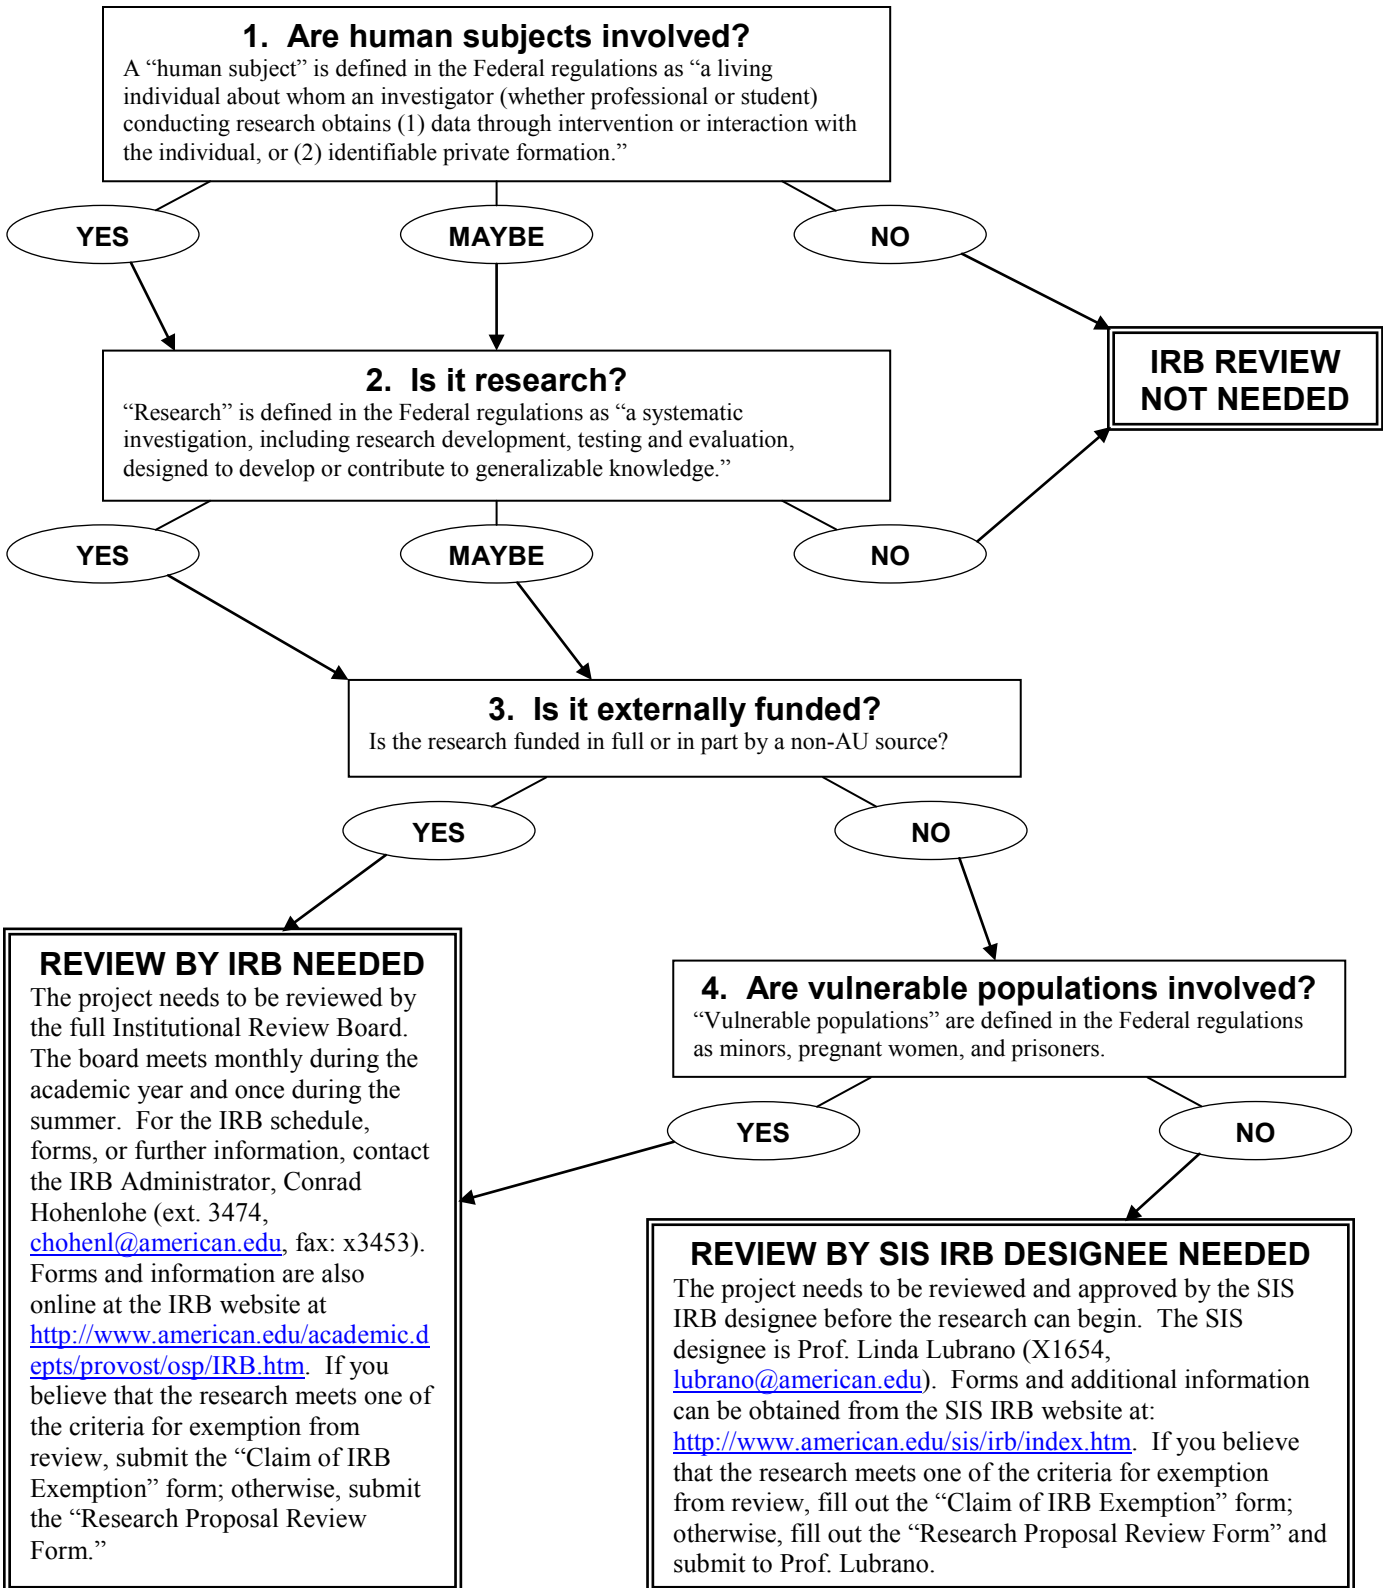 1. Are human subjects involved?
A “human subject” is defined in the Federal regulations as “a living
individual about whom an investigator (whether professional or student)
conducting research obtains (1) data through intervention or interaction with
the individual, or (2) identifiable private formation.”
YES
MAYBE
NO
IRB REVIEW
NOT NEEDED
2. Is it research?
“Research” is defined in the Federal regulations as “a systematic
investigation, including research development, testing and evaluation,
designed to develop or contribute to generalizable knowledge.”
YES
MAYBE
NO
3. Is it externally funded?
Is the research funded in full or in part by a non-AU source?
YES
NO
REVIEW BY IRB NEEDED
The project needs to be reviewed by
the full Institutional Review Board.
The board meets monthly during the
academic year and once during the
summer. For the IRB schedule,
forms, or further information, contact
the IRB Administrator, Conrad
Hohenlohe (ext. 3474,
chohenl@american.edu, fax: x3453).
Forms and information are also
online at the IRB website at
http://www.american.edu/academic.d
epts/provost/osp/IRB.htm. If you
believe that the research meets one of
the criteria for exemption from
review, submit the “Claim of IRB
Exemption” form; otherwise, submit
the “Research Proposal Review
Form.”
4. Are vulnerable populations involved?
“Vulnerable populations” are defined in the Federal regulations
as minors, pregnant women, and prisoners.
YES
NO
REVIEW BY SIS IRB DESIGNEE NEEDED
The project needs to be reviewed and approved by the SIS
IRB designee before the research can begin. The SIS
designee is Prof. Linda Lubrano (X1654,
lubrano@american.edu). Forms and additional information
can be obtained from the SIS IRB website at:
http://www.american.edu/sis/irb/index.htm. If you believe
that the research meets one of the criteria for exemption
from review, fill out the “Claim of IRB Exemption” form;
otherwise, fill out the “Research Proposal Review Form” and
submit to Prof. Lubrano.